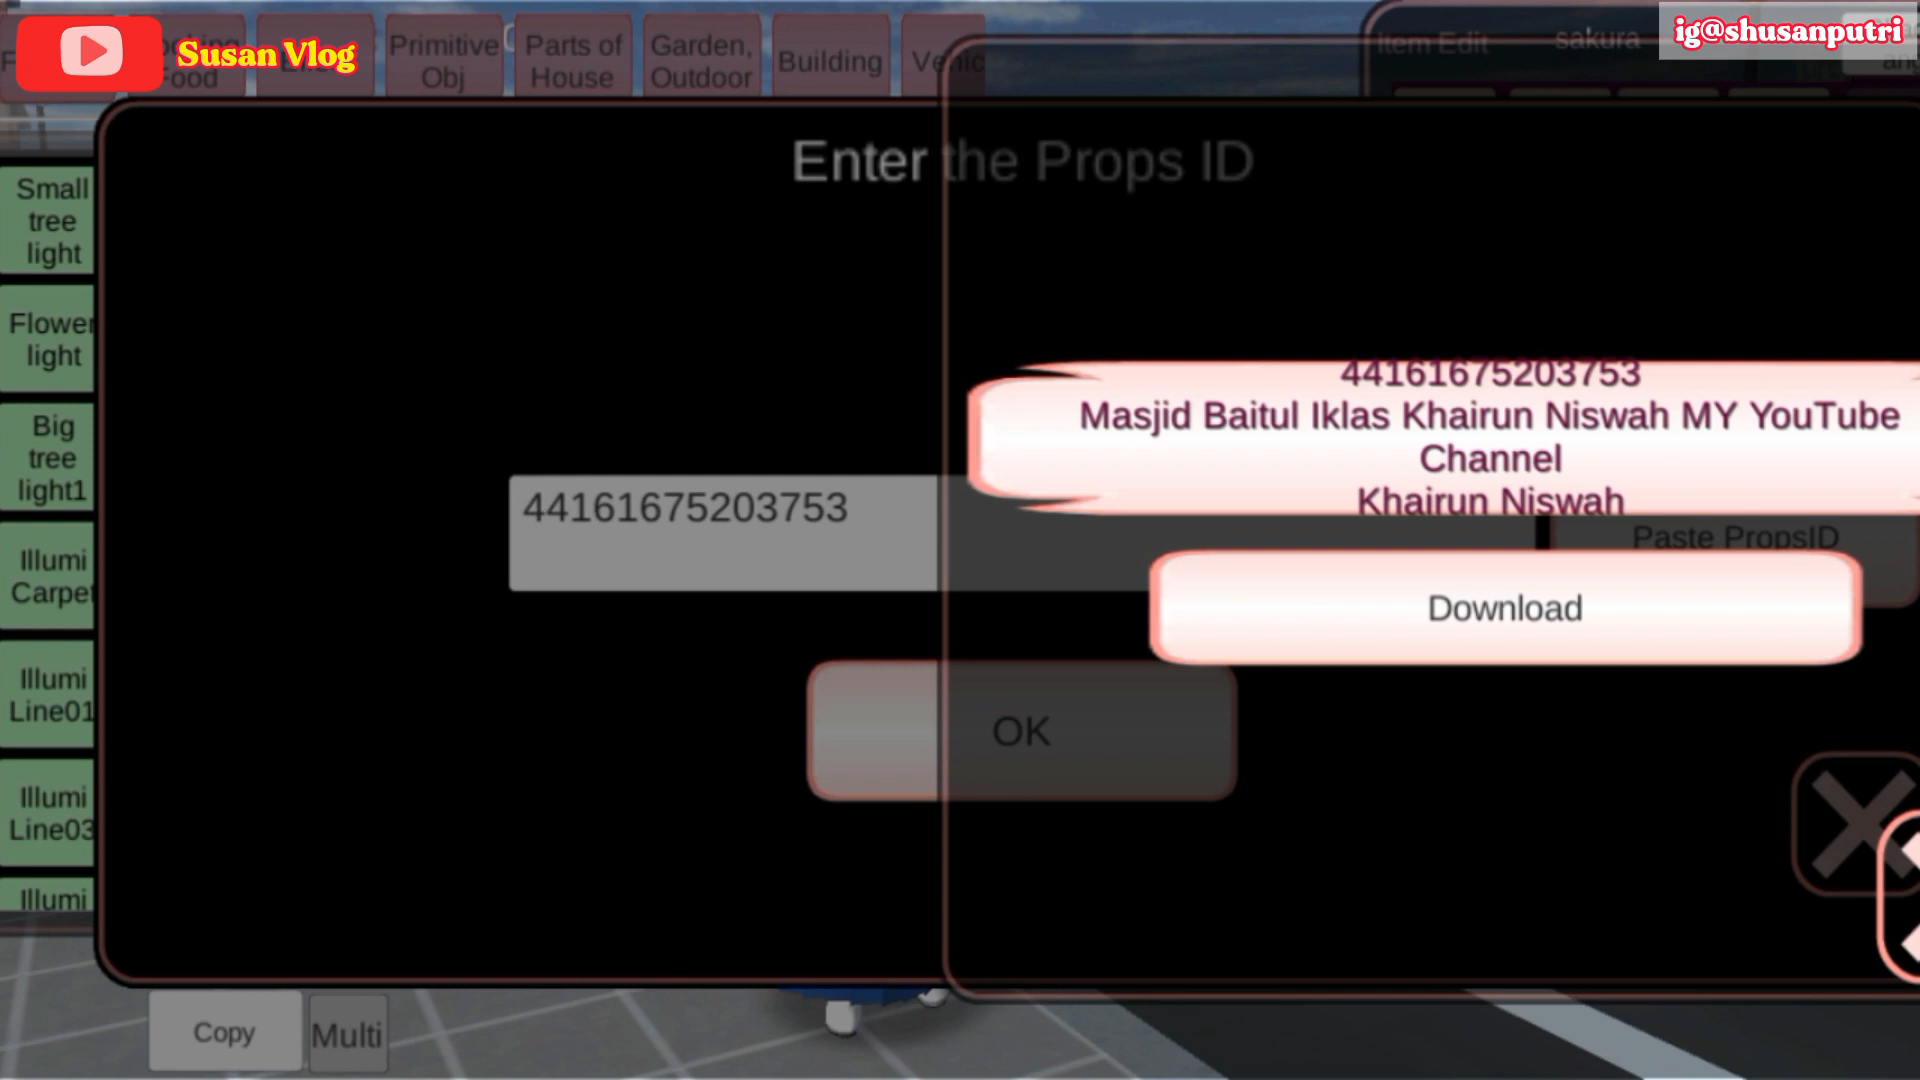 Susan Vlog
ig@shusanputri
Food
Primitive
Obj
Parts of
House
Garden,
Outdoor
Building
Item Edit
sakura
Enter the Props ID
Small
tree
light
Flower
light
Big
tree
light1
Illumi
Carpet
Illumi
Line01
Illumi
Line03
Illumi
44161675203753
44161675203753
Masjid Baitul Iklas Khairun Niswah MY YouTube
Channel
Khairun Niswah
Paste PropsID
Download
OK
Copy
Multi